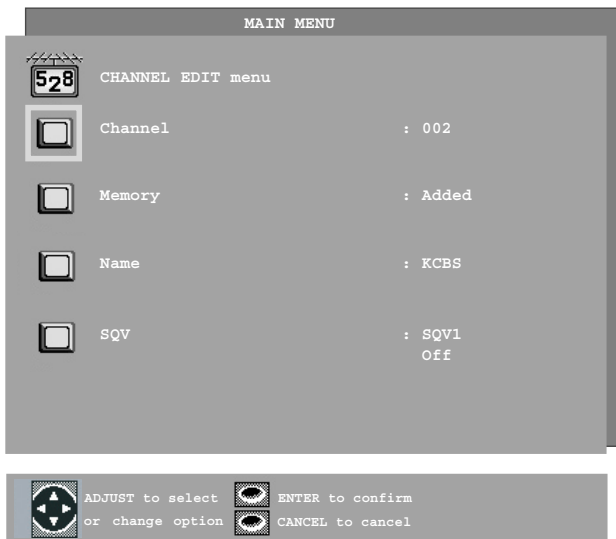 MAIN MENU
528
CHANNEL EDIT menu
Channel : 002
Memory : Added
Name : KCBS
SQV : SQV1
Off
ADJUST to select ENTER to confirm
or change option CANCEL to cancel